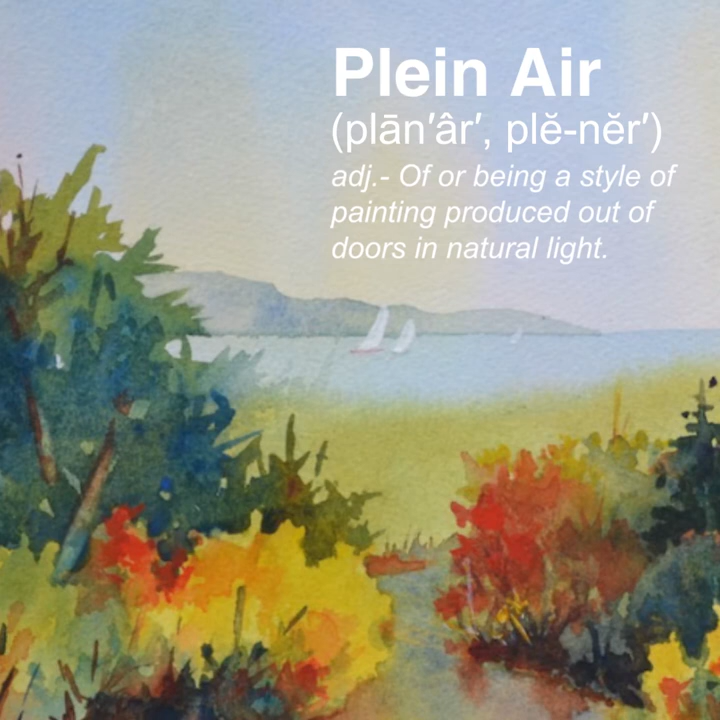 Plein Air
(plān′âr′, plĕ-nĕr′)
adj.- Of or being a style of
painting produced out of
doors in natural light.